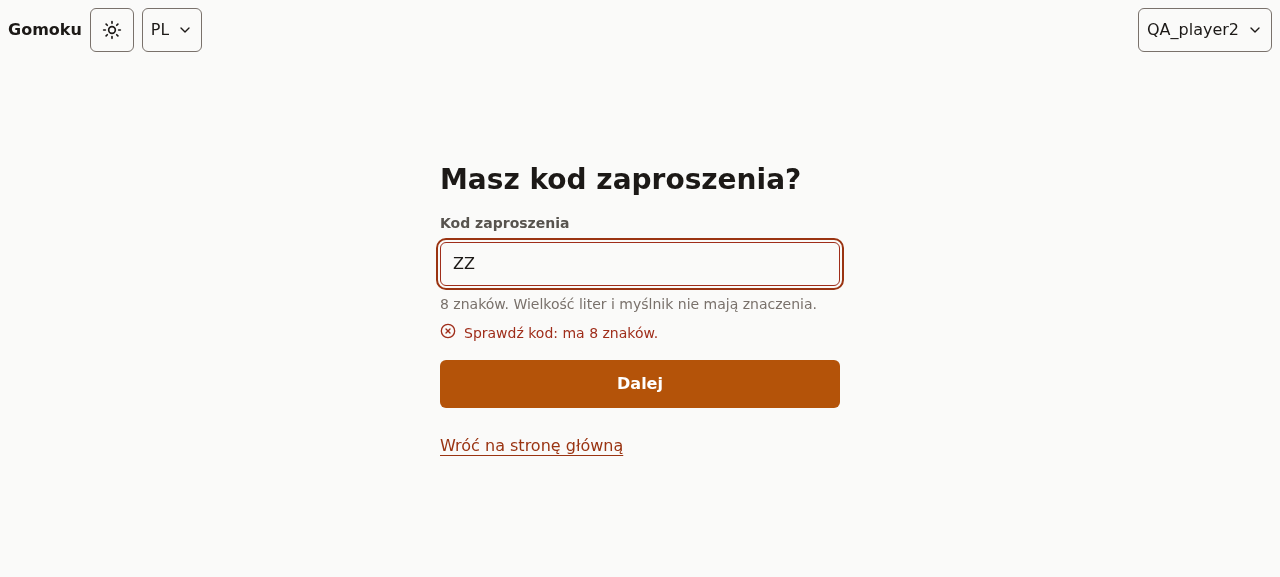 Gomoku
PL
QA_player2
Masz kod zaproszenia?
Kod zaproszenia
ZZ
8 znaków. Wielkość liter i myślnik nie mają znaczenia.
Sprawdź kod: ma 8 znaków.
Dalej
Wróć na stronę główną